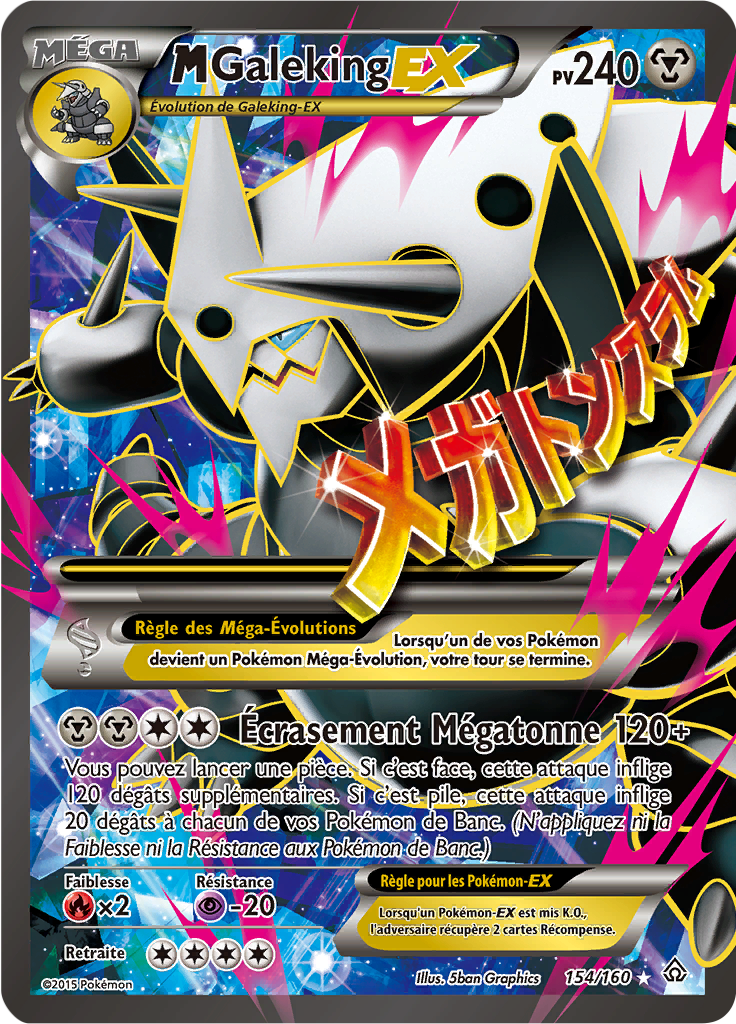 MÉGA
M Galeking EX
PV 240
Évolution de Galeking-EX
メガトンスラム
Règle des Méga-Évolutions
Lorsqu'un de vos Pokémon
devient un Pokémon Méga-Évolution, votre tour se termine.
Écrasement Mégatonne 120+
Vous pouvez lancer une pièce. Si c'est face, cette attaque inflige
120 dégâts supplémentaires. Si c'est pile, cette attaque inflige
20 dégâts à chacun de vos Pokémon de Banc. (N'appliquez ni la
Faiblesse ni la Résistance aux Pokémon de Banc.)
Faiblesse
×2
Résistance
-20
Retraite
Règle pour les Pokémon-EX
Lorsqu'un Pokémon-EX est mis K.O.,
l'adversaire récupère 2 cartes Récompense.
©2015 Pokémon
Illus. 5ban Graphics
154/160 ★